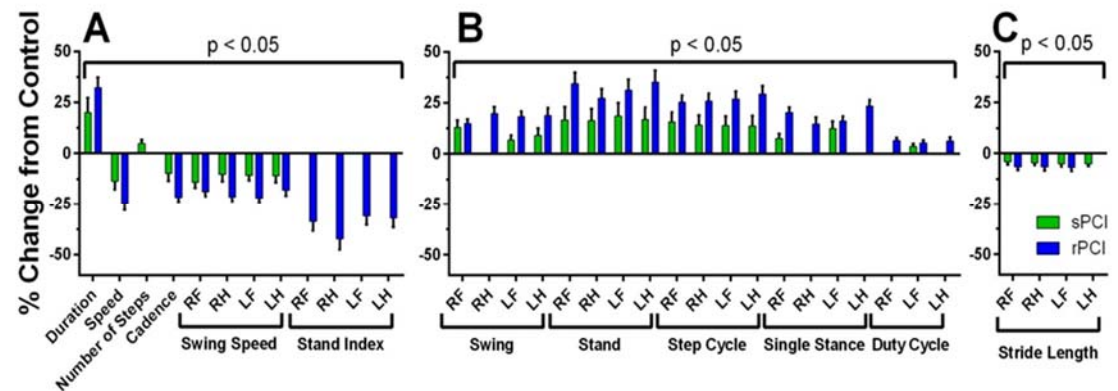 A
B
C
p < 0.05
p < 0.05
p < 0.05
% Change from Control
50
25
0
-25
-50
50
25
0
-25
-50
50
25
0
-25
-50
sPCI
rPCI
Duration
Speed
Number of Steps
Cadence
RF
RH
LF
LH
RF
RH
LF
LH
Swing Speed
Stand Index
RF
RH
LF
LH
RF
RH
LF
LH
RF
RH
LF
LH
RF
RH
LF
LH
RF
LF
LH
Swing
Stand
Step Cycle
Single Stance
Duty Cycle
RF
RH
LF
LH
Stride Length